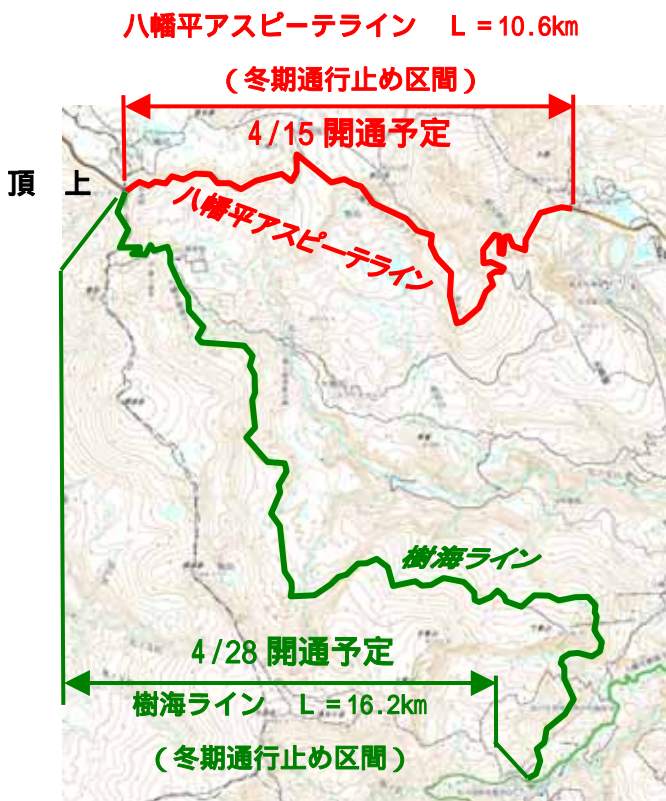 八幡平アスピーテライン L=10.6km
(冬期通行止め区間)
4/15 開通予定
頂 上
八幡平アスピーテライン
樹海ライン
4/28 開通予定
樹海ライン L=16.2km
(冬期通行止め区間)